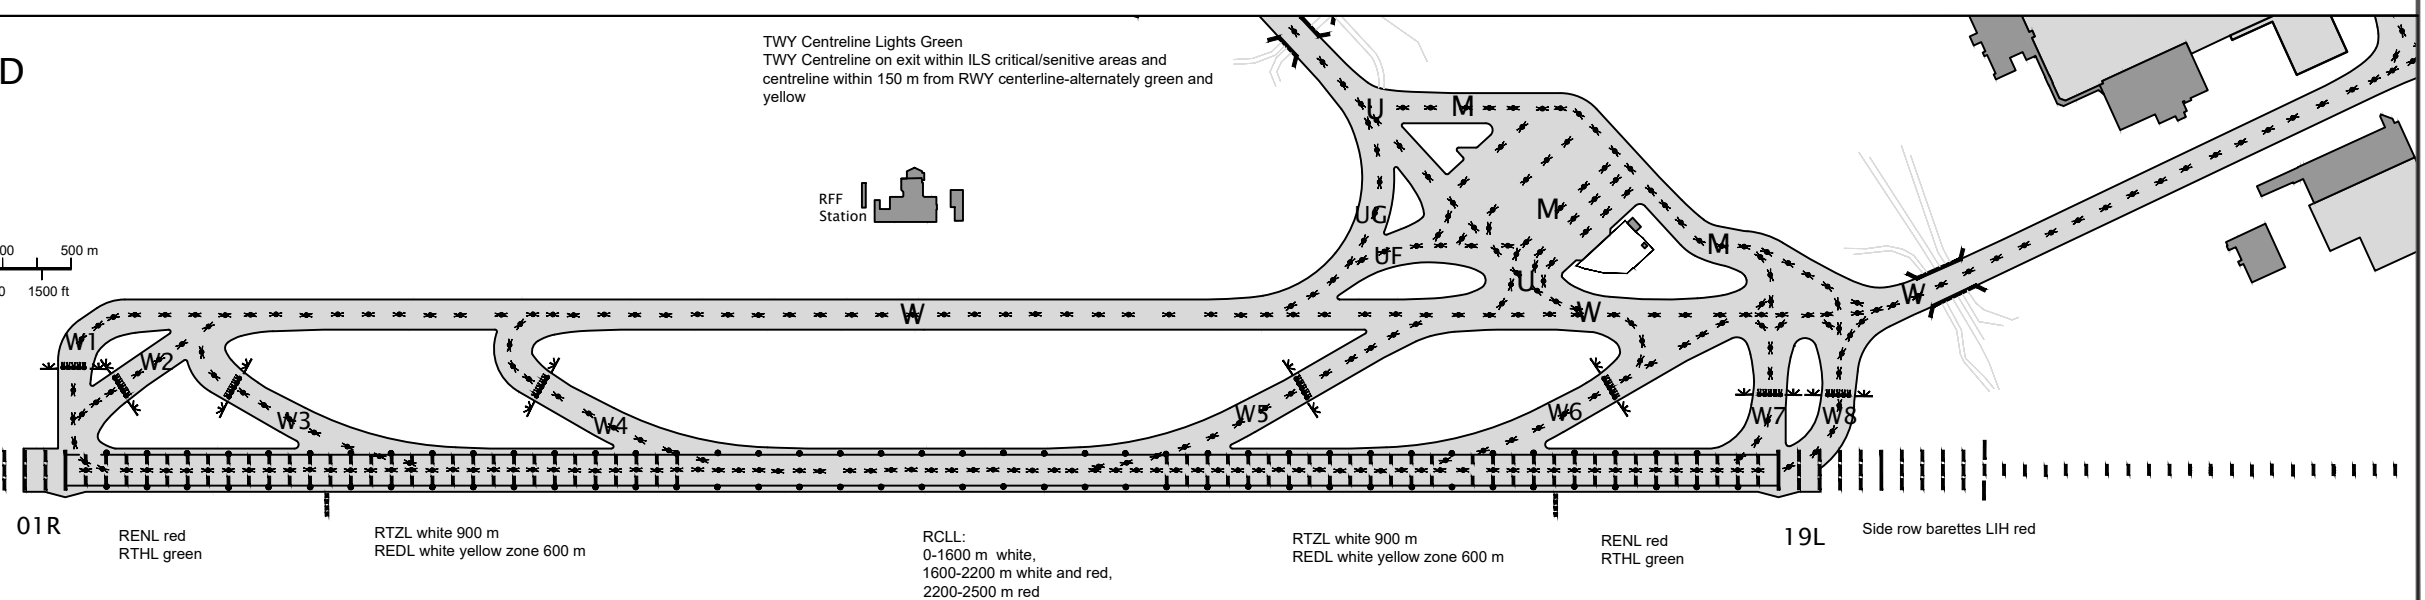 D
TWY Centreline Lights Green
TWY Centreline on exit within ILS critical/senitive areas and
centreline within 150 m from RWY centerline-alternately green and
yellow
U
M
RFF
Station
UG
M
M
UF
00
500 m
0
1500 ft
U
W
W
W
W1
W2
W3
W4
W5
W6
W7
W8
01R
RENL red
RTHL green
RTZL white 900 m
REDL white yellow zone 600 m
RCLL:
0-1600 m white,
1600-2200 m white and red,
2200-2500 m red
RTZL white 900 m
REDL white yellow zone 600 m
RENL red
RTHL green
19L
Side row barettes LIH red